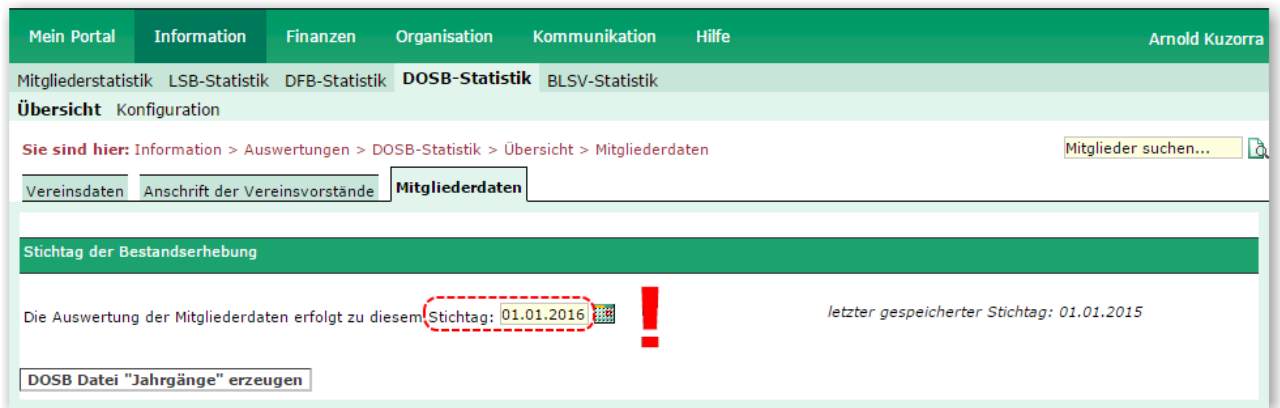 Mein Portal Information Finanzen Organisation Kommunikation Hilfe Arnold Kuzorra
Mitgliederstatistik LSB-Statistik DFB-Statistik DOSB-Statistik BLSV-Statistik
Übersicht Konfiguration
Sie sind hier: Information > Auswertungen > DOSB-Statistik > Übersicht > Mitgliederdaten Mitglieder suchen...
Vereinsdaten Anschrift der Vereinsvorstände Mitgliederdaten
Stichtag der Bestandserhebung
Die Auswertung der Mitgliederdaten erfolgt zu diesem Stichtag: 01.01.2016 ! letzter gespeicherter Stichtag: 01.01.2015
DOSB Datei "Jahrgänge" erzeugen